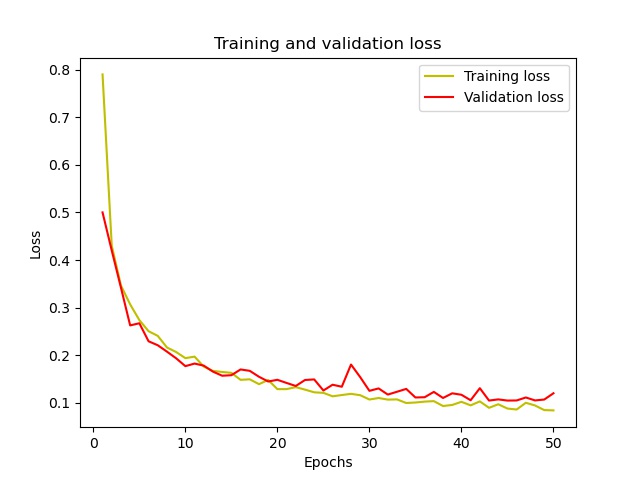 Training and validation loss
Training loss
Validation loss
Loss
0.8
0.7
0.6
0.5
0.4
0.3
0.2
0.1
0 10 20 30 40 50
Epochs